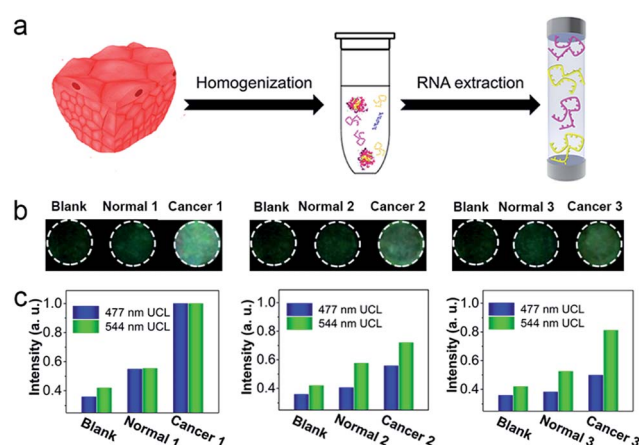 a
Homogenization
RNA extraction
b
Blank Normal 1 Cancer 1
Blank Normal 2 Cancer 2
Blank Normal 3 Cancer 3
c
Intensity (a. u.)
1.0
0.8
0.6
0.4
477 nm UCL
544 nm UCL
Blank
Normal 1
Cancer 1
Intensity (a. u.)
1.0
0.8
0.6
0.4
477 nm UCL
544 nm UCL
Blank
Normal 2
Cancer 2
Intensity (a. u.)
1.0
0.8
0.6
0.4
477 nm UCL
544 nm UCL
Blank
Normal 3
Cancer 3